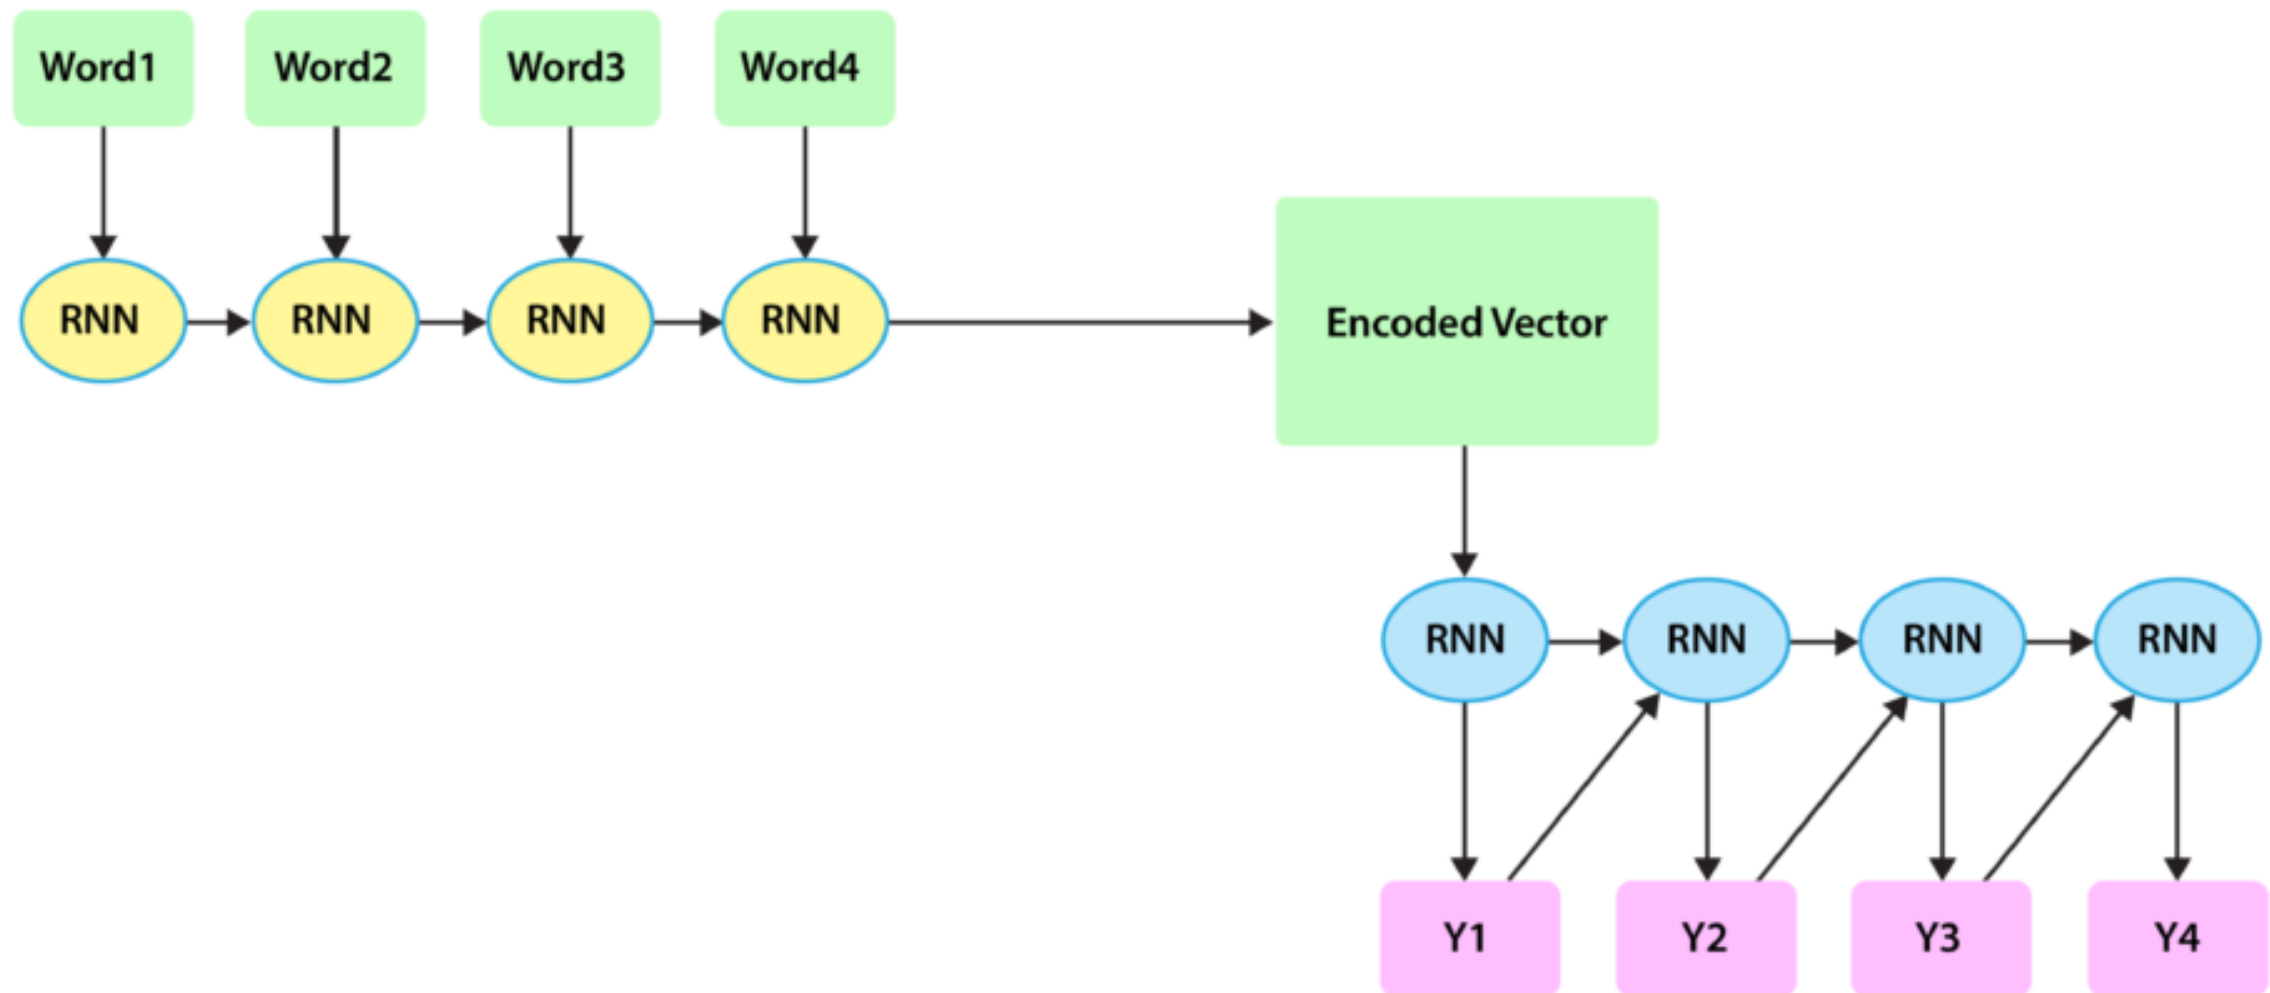 Word1
Word2
Word3
Word4
RNN
RNN
RNN
RNN
Encoded Vector
RNN
RNN
RNN
RNN
Y1
Y2
Y3
Y4